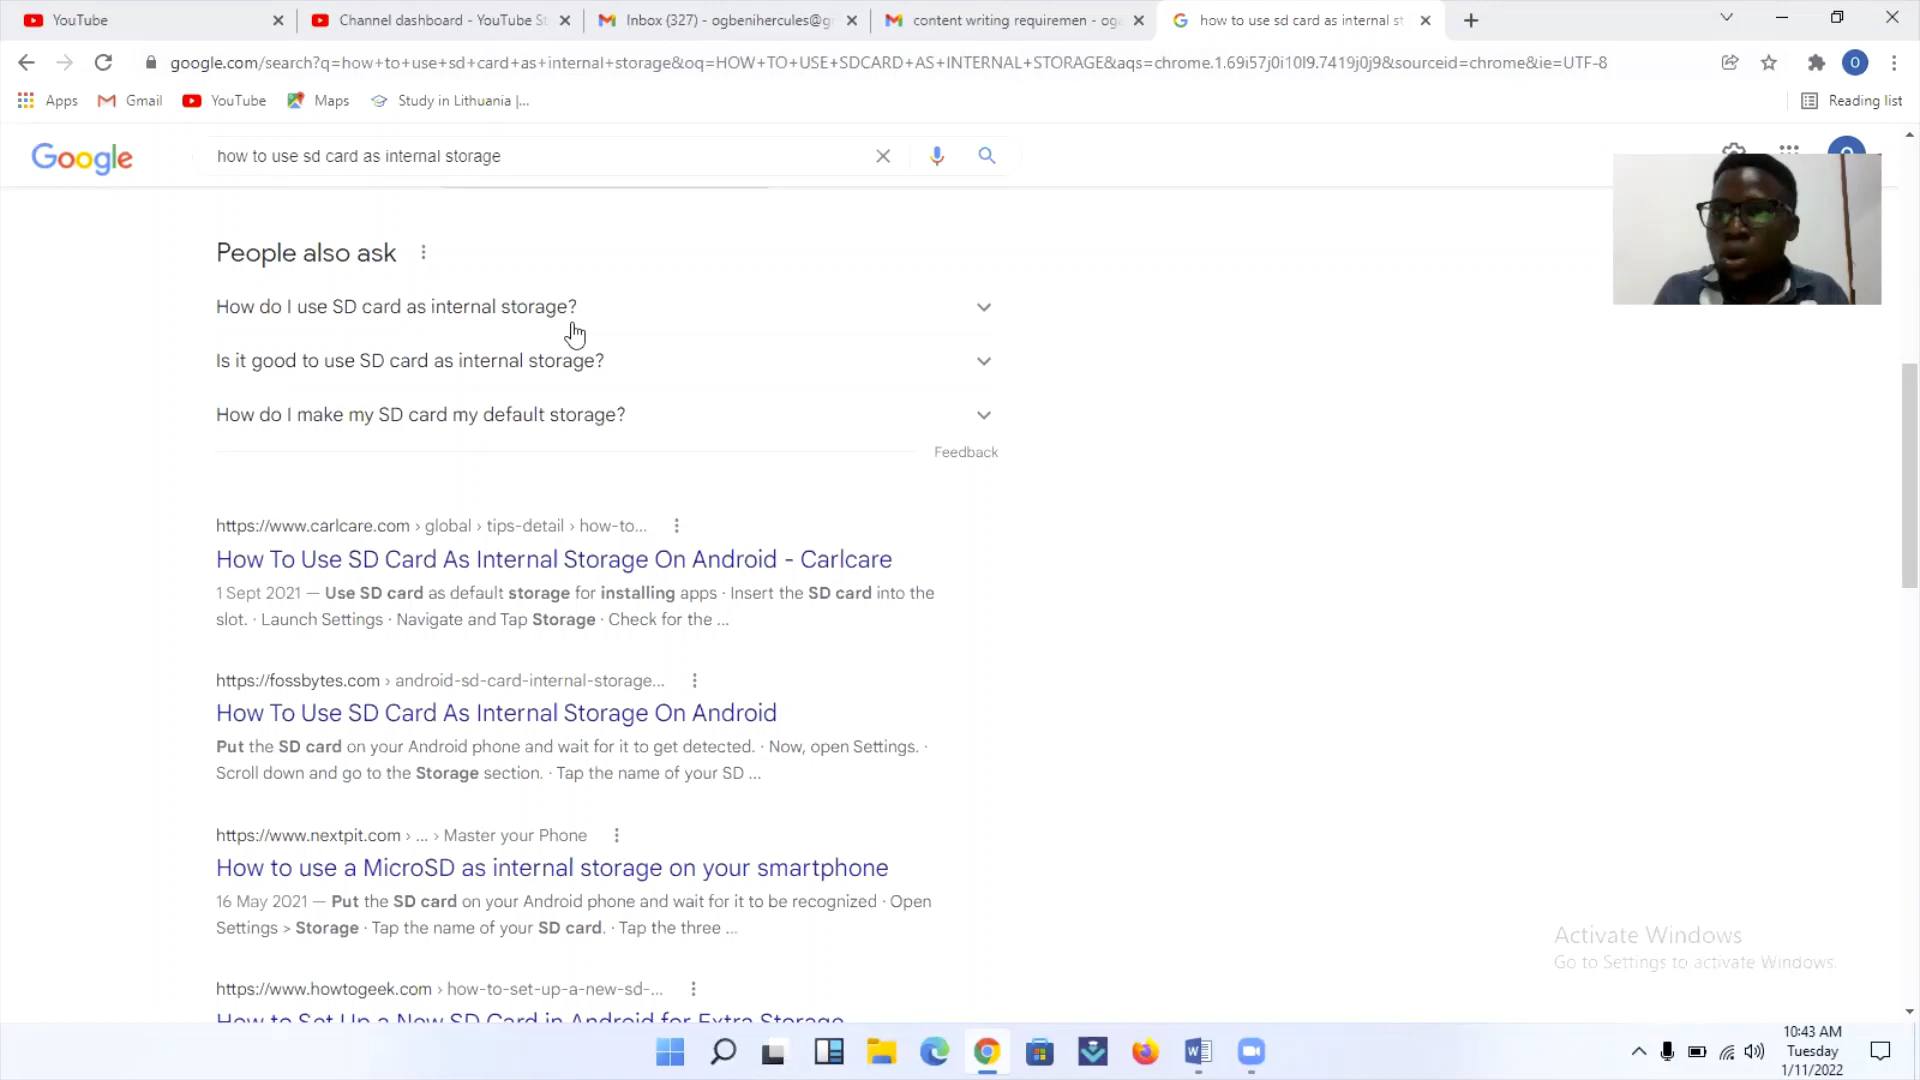 YouTube
Channel dashboard - YouTube St
Inbox (327) - ogbenihercules@g
content writing requiremen - oga
how to use sd card as internal st
google.com/search?q=how+to+use+sd+card+as+internal+storage&oq=HOW+TO+USE+SDCARD+AS+INTERNAL+STORAGE&aqs=chrome.1.69i57j0i10l9.7419j0j9&sourceid=chrome&ie=UTF-8
O
Apps
Gmail
YouTube
Maps
Study in Lithuania |...
Reading list
Google
how to use sd card as internal storage
People also ask
How do I use SD card as internal storage?
Is it good to use SD card as internal storage?
How do I make my SD card my default storage?
Feedback
https://www.carlcare.com › global › tips-detail › how-to...
How To Use SD Card As Internal Storage On Android - Carlcare
1 Sept 2021 — Use SD card as default storage for installing apps · Insert the SD card into the
slot. · Launch Settings · Navigate and Tap Storage · Check for the ...
https://fossbytes.com › android-sd-card-internal-storage...
How To Use SD Card As Internal Storage On Android
Put the SD card on your Android phone and wait for it to get detected. · Now, open Settings. ·
Scroll down and go to the Storage section. · Tap the name of your SD ...
https://www.nextpit.com › ... › Master your Phone
How to use a MicroSD as internal storage on your smartphone
16 May 2021 — Put the SD card on your Android phone and wait for it to be recognized · Open
Settings > Storage · Tap the name of your SD card. · Tap the three ...
https://www.howtogeek.com › how-to-set-up-a-new-sd-...
How to Set Up a New SD Card in Android for Extra Storage
Activate Windows
Go to Settings to activate Windows.
10:43 AM
Tuesday
1/11/2022